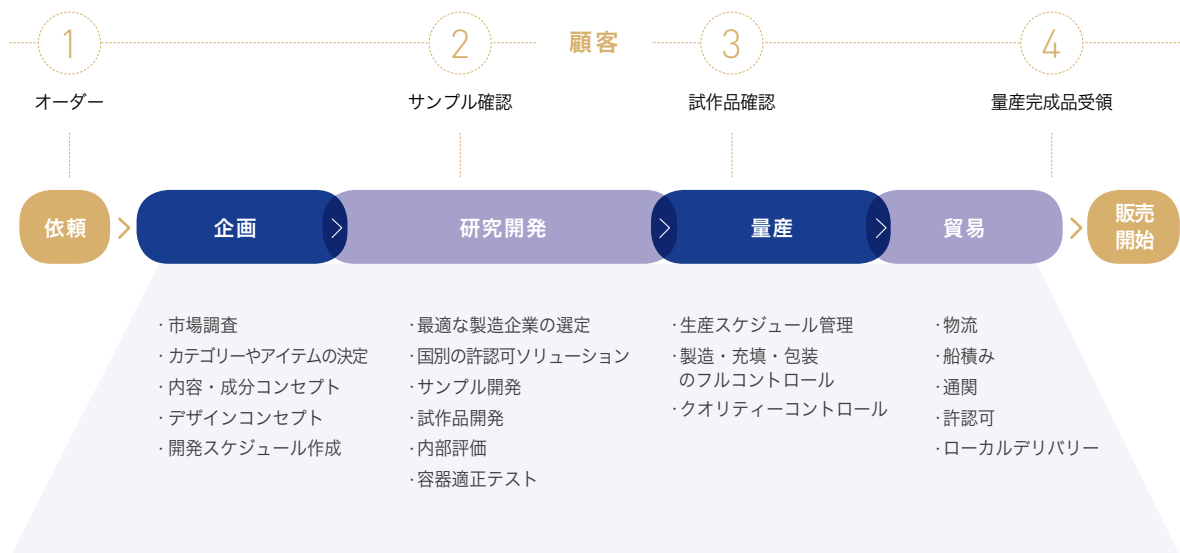 1
2
顧客
3
4
オーダー
サンプル確認
試作品確認
量産完成品受領
依頼
企画
研究開発
量産
貿易
販売
開始
・市場調査
・カテゴリーやアイテムの決定
・内容・成分コンセプト
・デザインコンセプト
・開発スケジュール作成
・最適な製造企業の選定
・国別の許認可ソリューション
・サンプル開発
・試作品開発
・内部評価
・容器適正テスト
・生産スケジュール管理
・製造・充填・包装
のフルコントロール
・クオリティーコントロール
・物流
・船積み
・通関
・許認可
・ローカルデリバリー